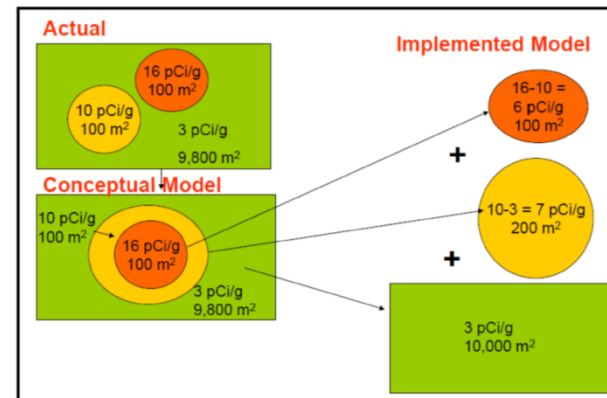 Actual
16 pCi/g
100 m²
10 pCi/g
100 m²
3 pCi/g
9,800 m²
Conceptual Model
10 pCi/g
100 m²
16 pCi/g
100 m²
3 pCi/g
9,800 m²
Implemented Model
16-10 =
6 pCi/g
100 m²
+
10-3 = 7 pCi/g
200 m²
+
3 pCi/g
10,000 m²